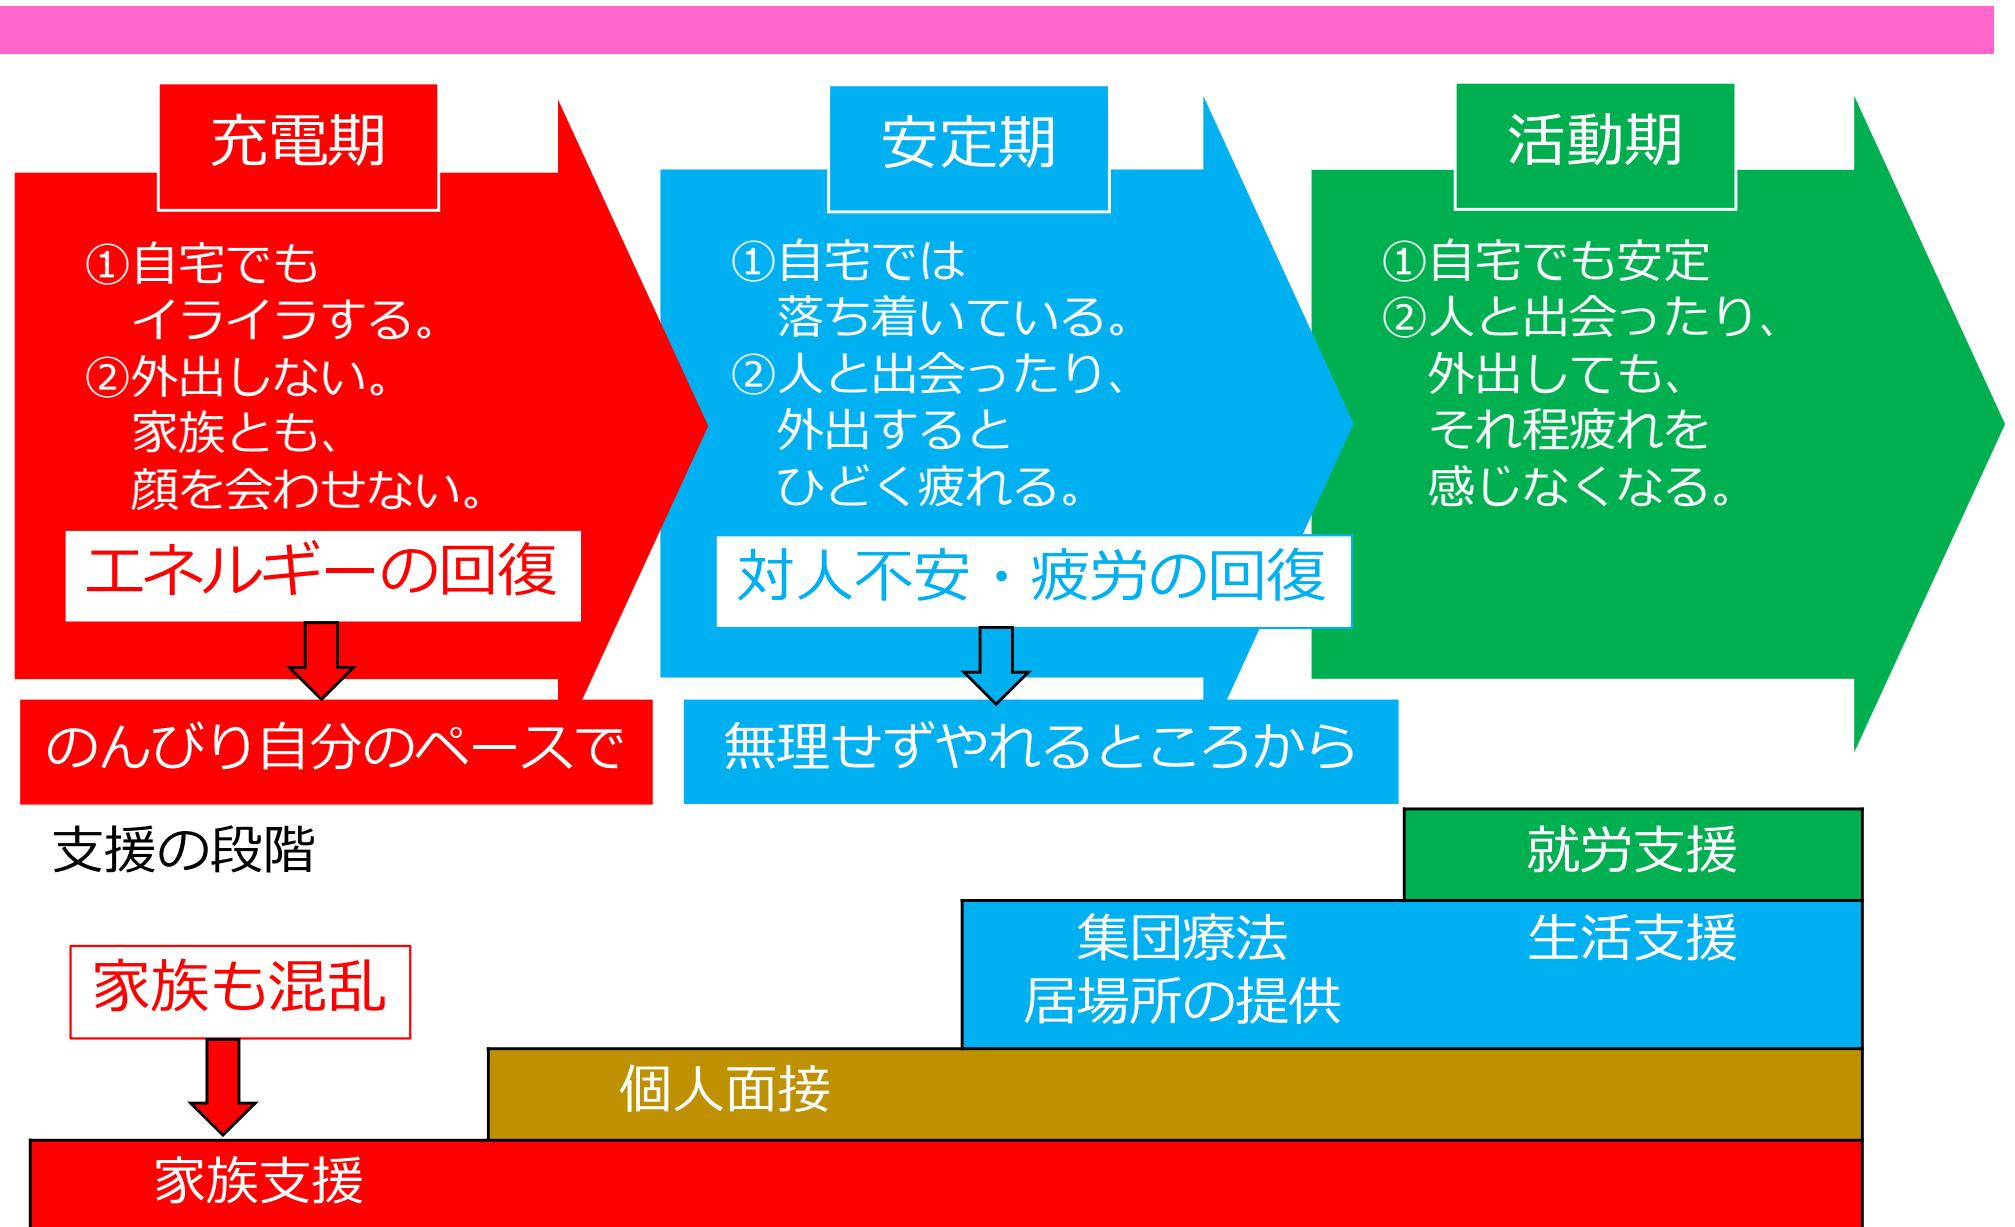 充電期
①自宅でも
イライラする。
②外出しない。
家族とも、
顔を会わせない。
エネルギーの回復
のんびり自分のペースで
安定期
①自宅では
落ち着いている。
②人と出会ったり、
外出すると
ひどく疲れる。
対人不安・疲労の回復
無理せずやれるところから
活動期
①自宅でも安定
②人と出会ったり、
外出しても、
それ程疲れを
感じなくなる。
支援の段階
就労支援
集団療法
居場所の提供
生活支援
家族も混乱
個人面接
家族支援